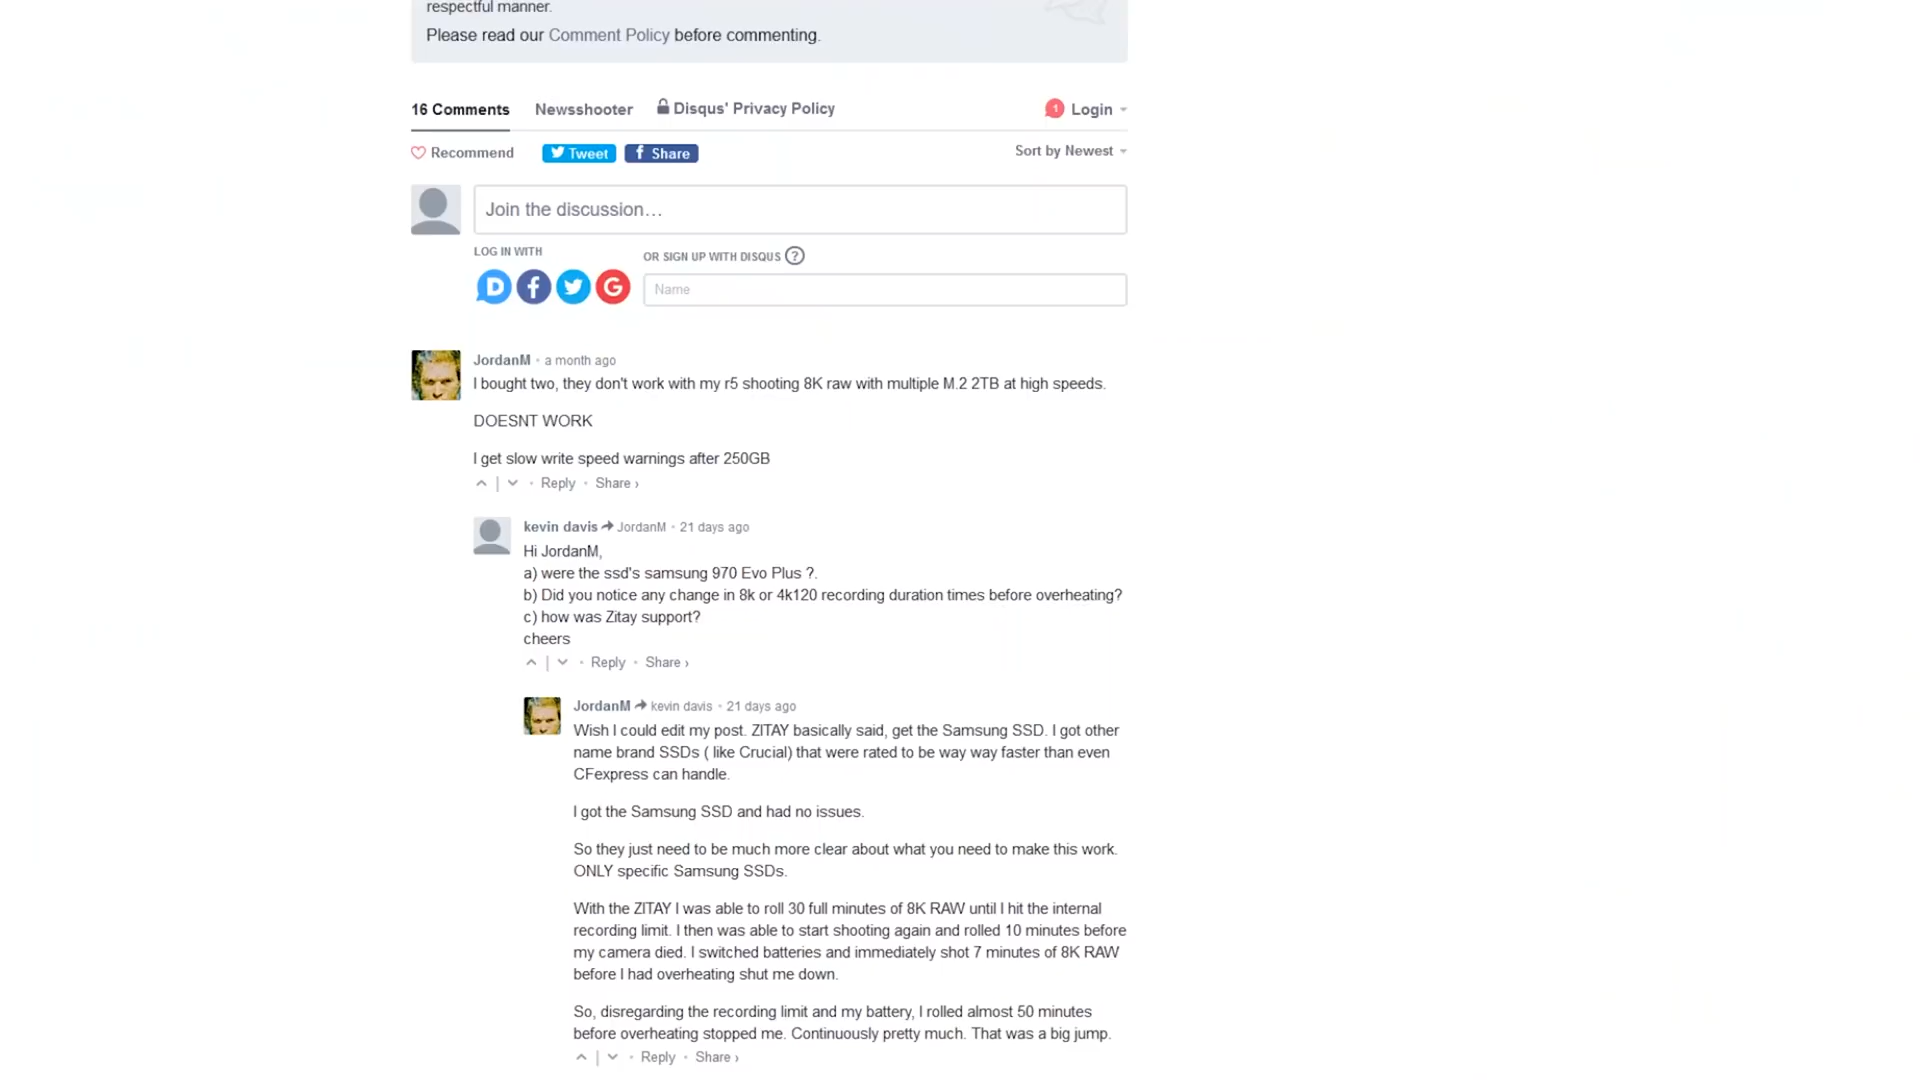 respectful manner.
Please read our Comment Policy before commenting.
16 Comments Newsshooter Disqus' Privacy Policy 1 Login
Recommend Tweet Share Sort by Newest
Join the discussion…
LOG IN WITH
OR SIGN UP WITH DISQUS ?
Name
JordanM • a month ago
I bought two, they don't work with my r5 shooting 8K raw with multiple M.2 2TB at high speeds.
DOESNT WORK
I get slow write speed warnings after 250GB
• Reply • Share ›
kevin davis JordanM • 21 days ago
Hi JordanM,
a) were the ssd's samsung 970 Evo Plus ?.
b) Did you notice any change in 8k or 4k120 recording duration times before overheating?
c) how was Zitay support?
cheers
• Reply • Share ›
JordanM kevin davis • 21 days ago
Wish I could edit my post. ZITAY basically said, get the Samsung SSD. I got other
name brand SSDs ( like Crucial) that were rated to be way way faster than even
CFexpress can handle.
I got the Samsung SSD and had no issues.
So they just need to be much more clear about what you need to make this work.
ONLY specific Samsung SSDs.
With the ZITAY I was able to roll 30 full minutes of 8K RAW until I hit the internal
recording limit. I then was able to start shooting again and rolled 10 minutes before
my camera died. I switched batteries and immediately shot 7 minutes of 8K RAW
before I had overheating shut me down.
So, disregarding the recording limit and my battery, I rolled almost 50 minutes
before overheating stopped me. Continuously pretty much. That was a big jump.
• Reply • Share ›